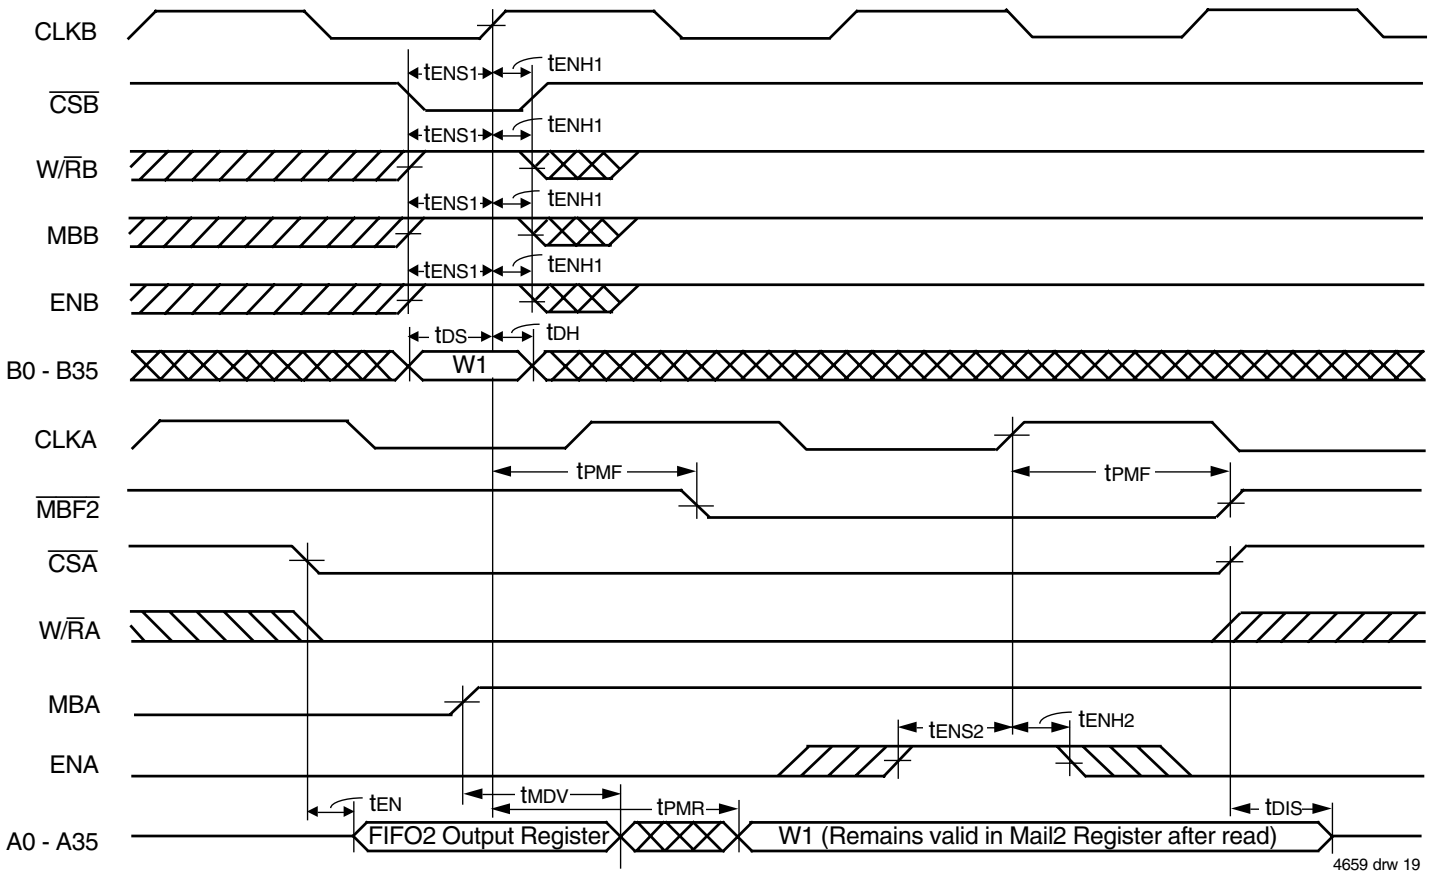 CLKB
tENS1 tENH1
CSB
tENS1 tENH1
W/RB
tENS1 tENH1
MBB
tENS1 tENH1
ENB
tDS tDH
B0 - B35 W1
CLKA
tPMF tPMF
MBF2
CSA
W/RA
MBA
tENS2 tENH2
ENA
tEN tMDV tPMR tDIS
A0 - A35 FIFO2 Output Register W1 (Remains valid in Mail2 Register after read)
4659 drw 19